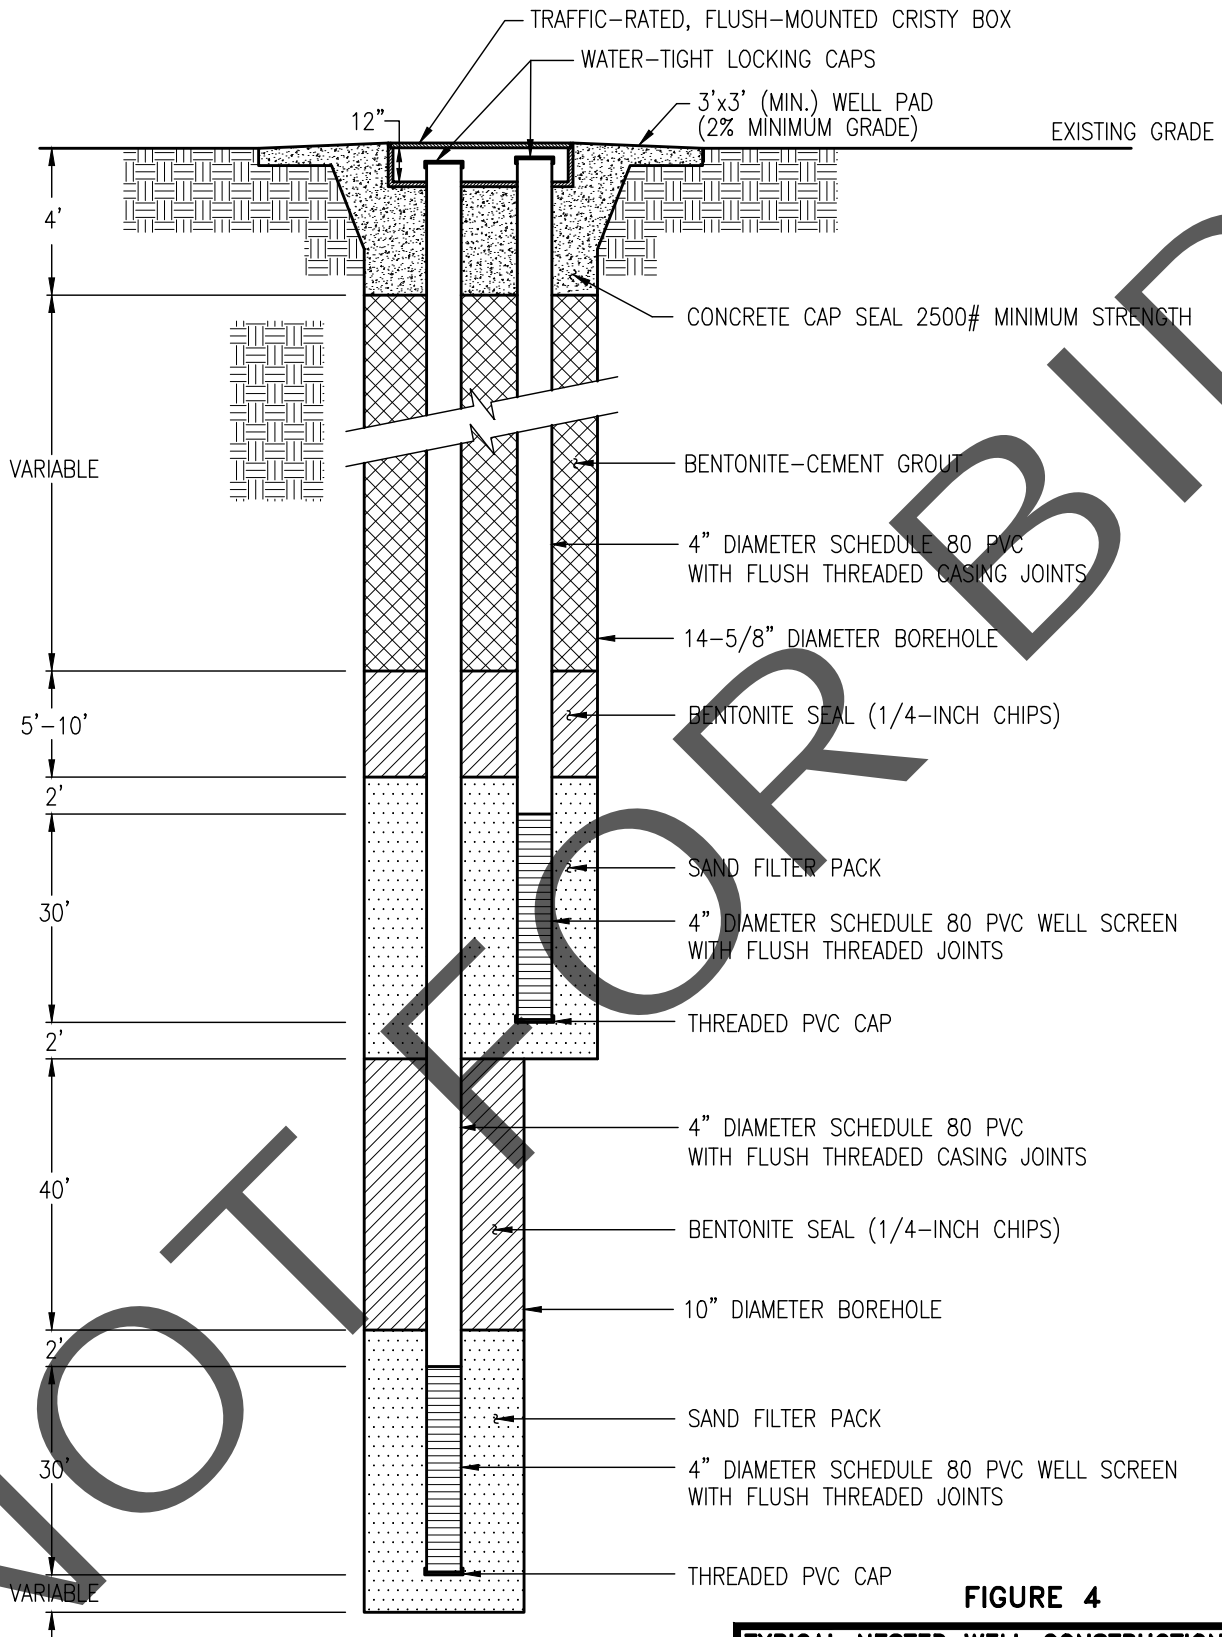 TRAFFIC-RATED, FLUSH-MOUNTED CRISTY BOX
WATER-TIGHT LOCKING CAPS
3'x3' (MIN.) WELL PAD
(2% MINIMUM GRADE)
12"
EXISTING GRADE
4'
CONCRETE CAP SEAL 2500# MINIMUM STRENGTH
VARIABLE
BENTONITE-CEMENT GROUT
4" DIAMETER SCHEDULE 80 PVC
WITH FLUSH THREADED CASING JOINTS
14-5/8" DIAMETER BOREHOLE
5'-10'
BENTONITE SEAL (1/4-INCH CHIPS)
2'
SAND FILTER PACK
30'
4" DIAMETER SCHEDULE 80 PVC WELL SCREEN
WITH FLUSH THREADED JOINTS
THREADED PVC CAP
2'
4" DIAMETER SCHEDULE 80 PVC
WITH FLUSH THREADED CASING JOINTS
40'
BENTONITE SEAL (1/4-INCH CHIPS)
10" DIAMETER BOREHOLE
2'
SAND FILTER PACK
30'
4" DIAMETER SCHEDULE 80 PVC WELL SCREEN
WITH FLUSH THREADED JOINTS
THREADED PVC CAP
VARIABLE
FIGURE 4
TYPICAL NESTED WELL CONSTRUCTION
NOT FOR BID